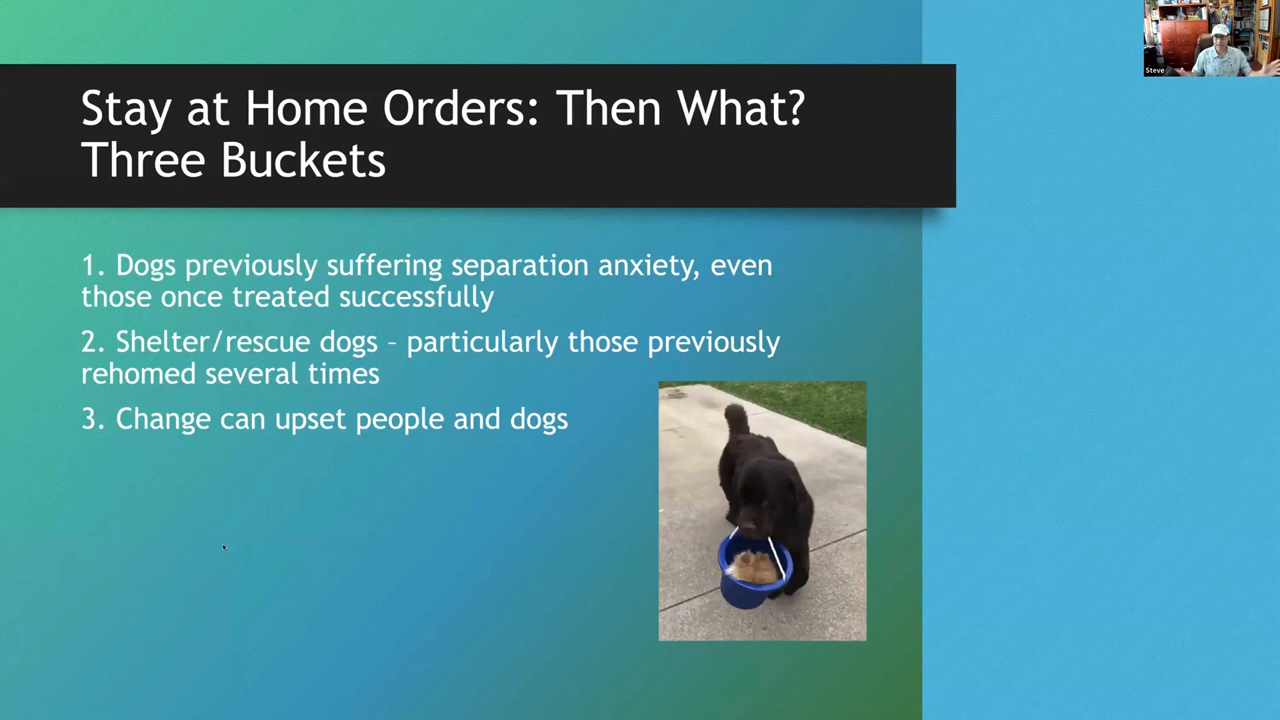 Steve
Stay at Home Orders: Then What?
Three Buckets
1. Dogs previously suffering separation anxiety, even
those once treated successfully
2. Shelter/rescue dogs – particularly those previously
rehomed several times
3. Change can upset people and dogs